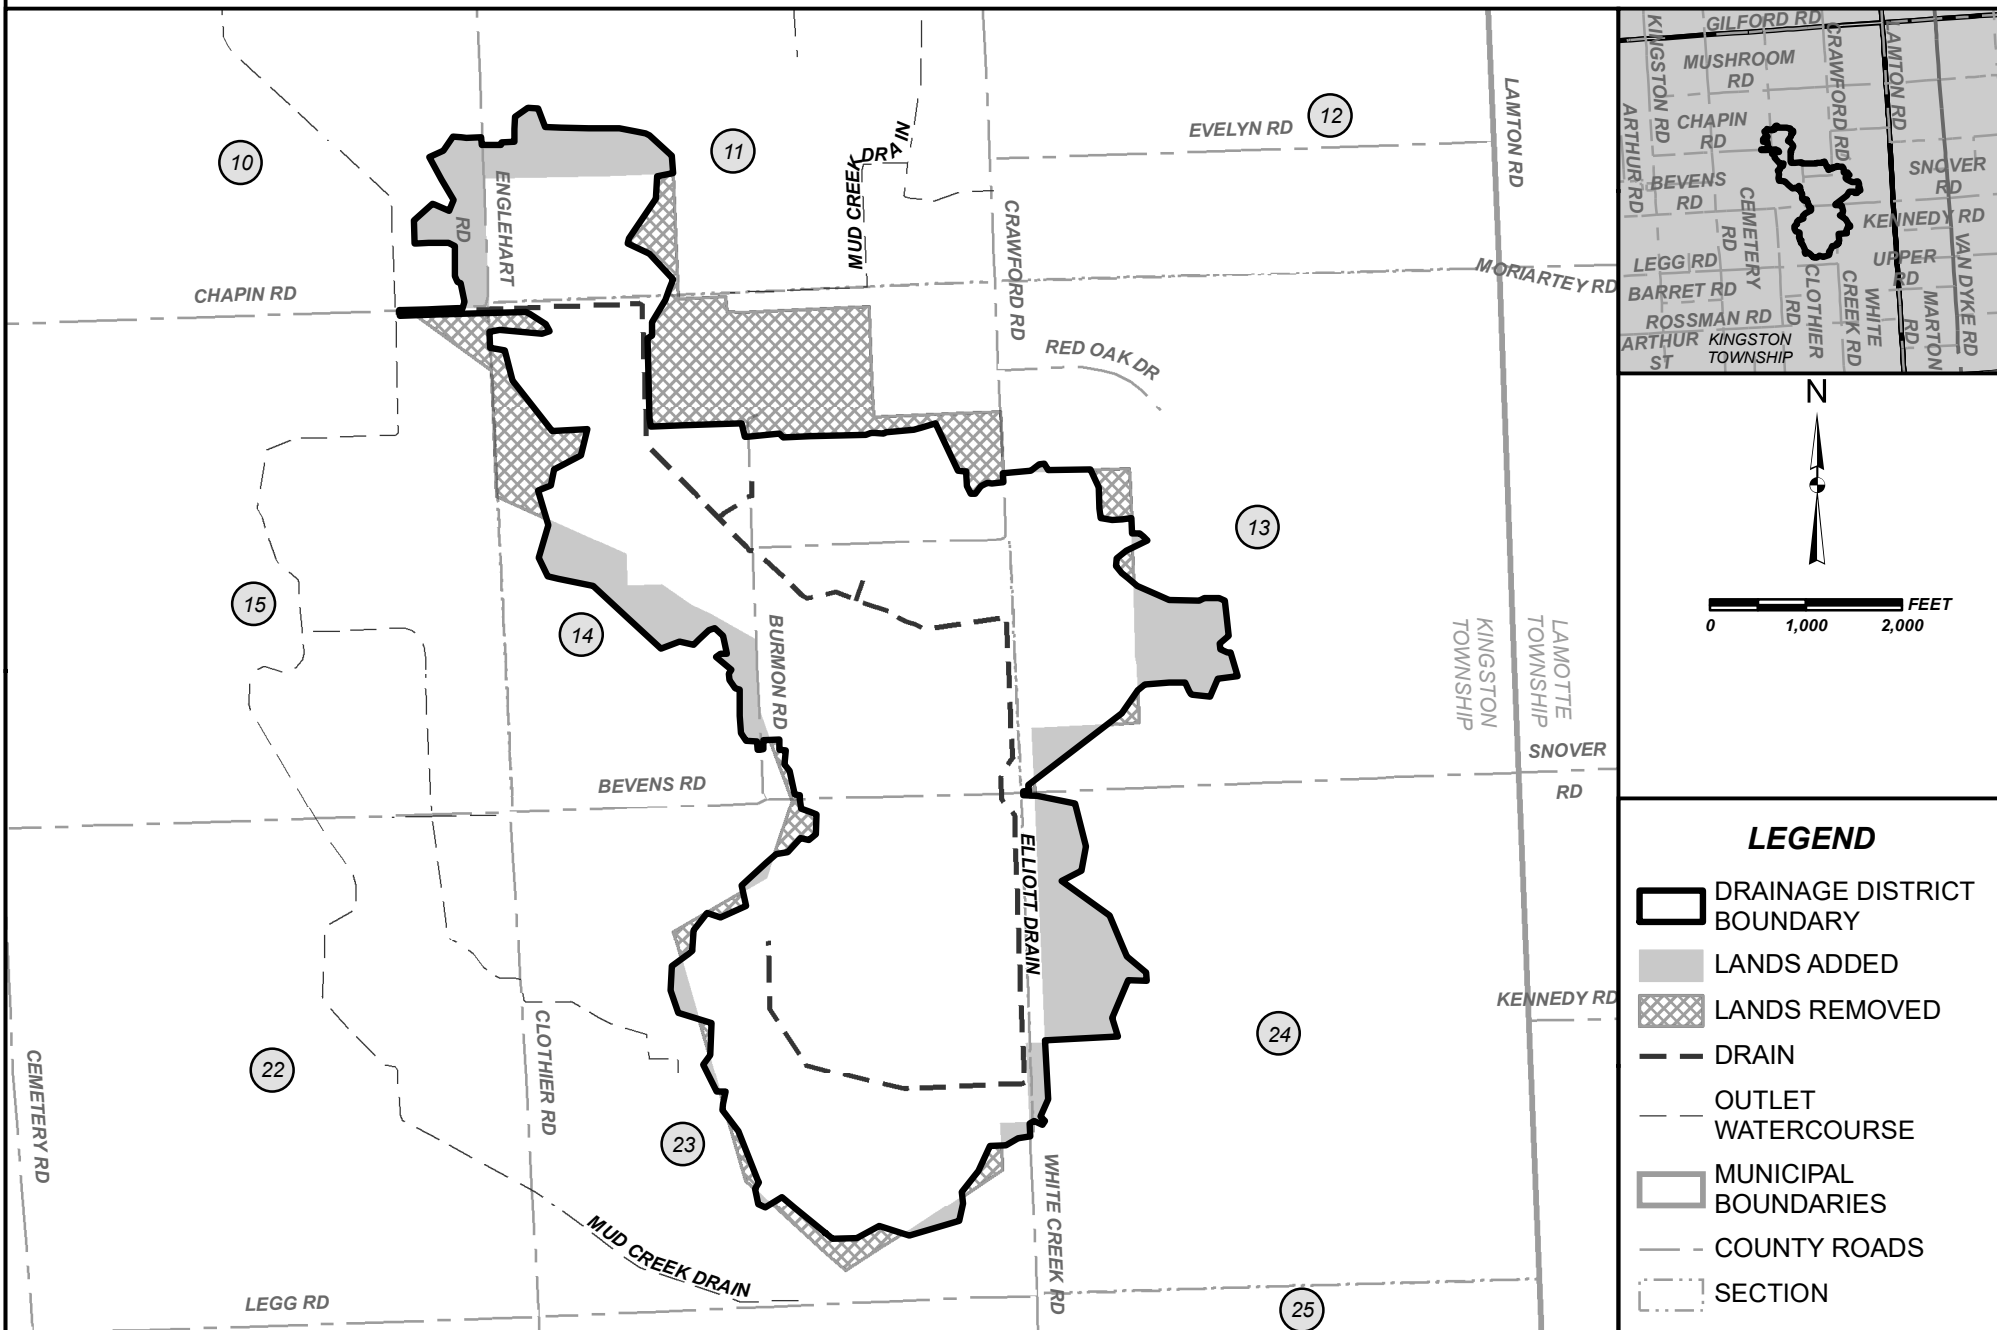 10
11
12
EVELYN RD
LAMTON RD
ENGLEHART
RD
MUD CREEK DRAIN
CRAWFORD RD
CHAPIN RD
MORIARTEY RD
RED OAK DR
13
15
14
BURMON RD
KINGSTON
TOWNSHIP
LAMOTTE
TOWNSHIP
SNOVER
RD
BEVENS RD
ELLIOTT DRAIN
KENNEDY RD
24
CLOTHIER RD
CEMETERY RD
22
23
WHITE CREEK RD
MUD CREEK DRAIN
LEGG RD
25
GILFORD RD
KINGSTON RD
MUSHROOM
RD
CRAWFORD RD
AMTON RD
ARTHUR RD
CHAPIN
RD
SNOVER
RD
BEVENS
RD
CEMETERY
RD
KENNEDY RD
LEGG RD
UPPER
RD
VAN DYKE RD
BARRET RD
CLOTHIER
RD
WHITE
CREEK RD
MARTON
RD
ROSSMAN RD
ARTHUR
ST
KINGSTON
TOWNSHIP
N
FEET
0 1,000 2,000
LEGEND
DRAINAGE DISTRICT
BOUNDARY
LANDS ADDED
LANDS REMOVED
DRAIN
OUTLET
WATERCOURSE
MUNICIPAL
BOUNDARIES
COUNTY ROADS
SECTION